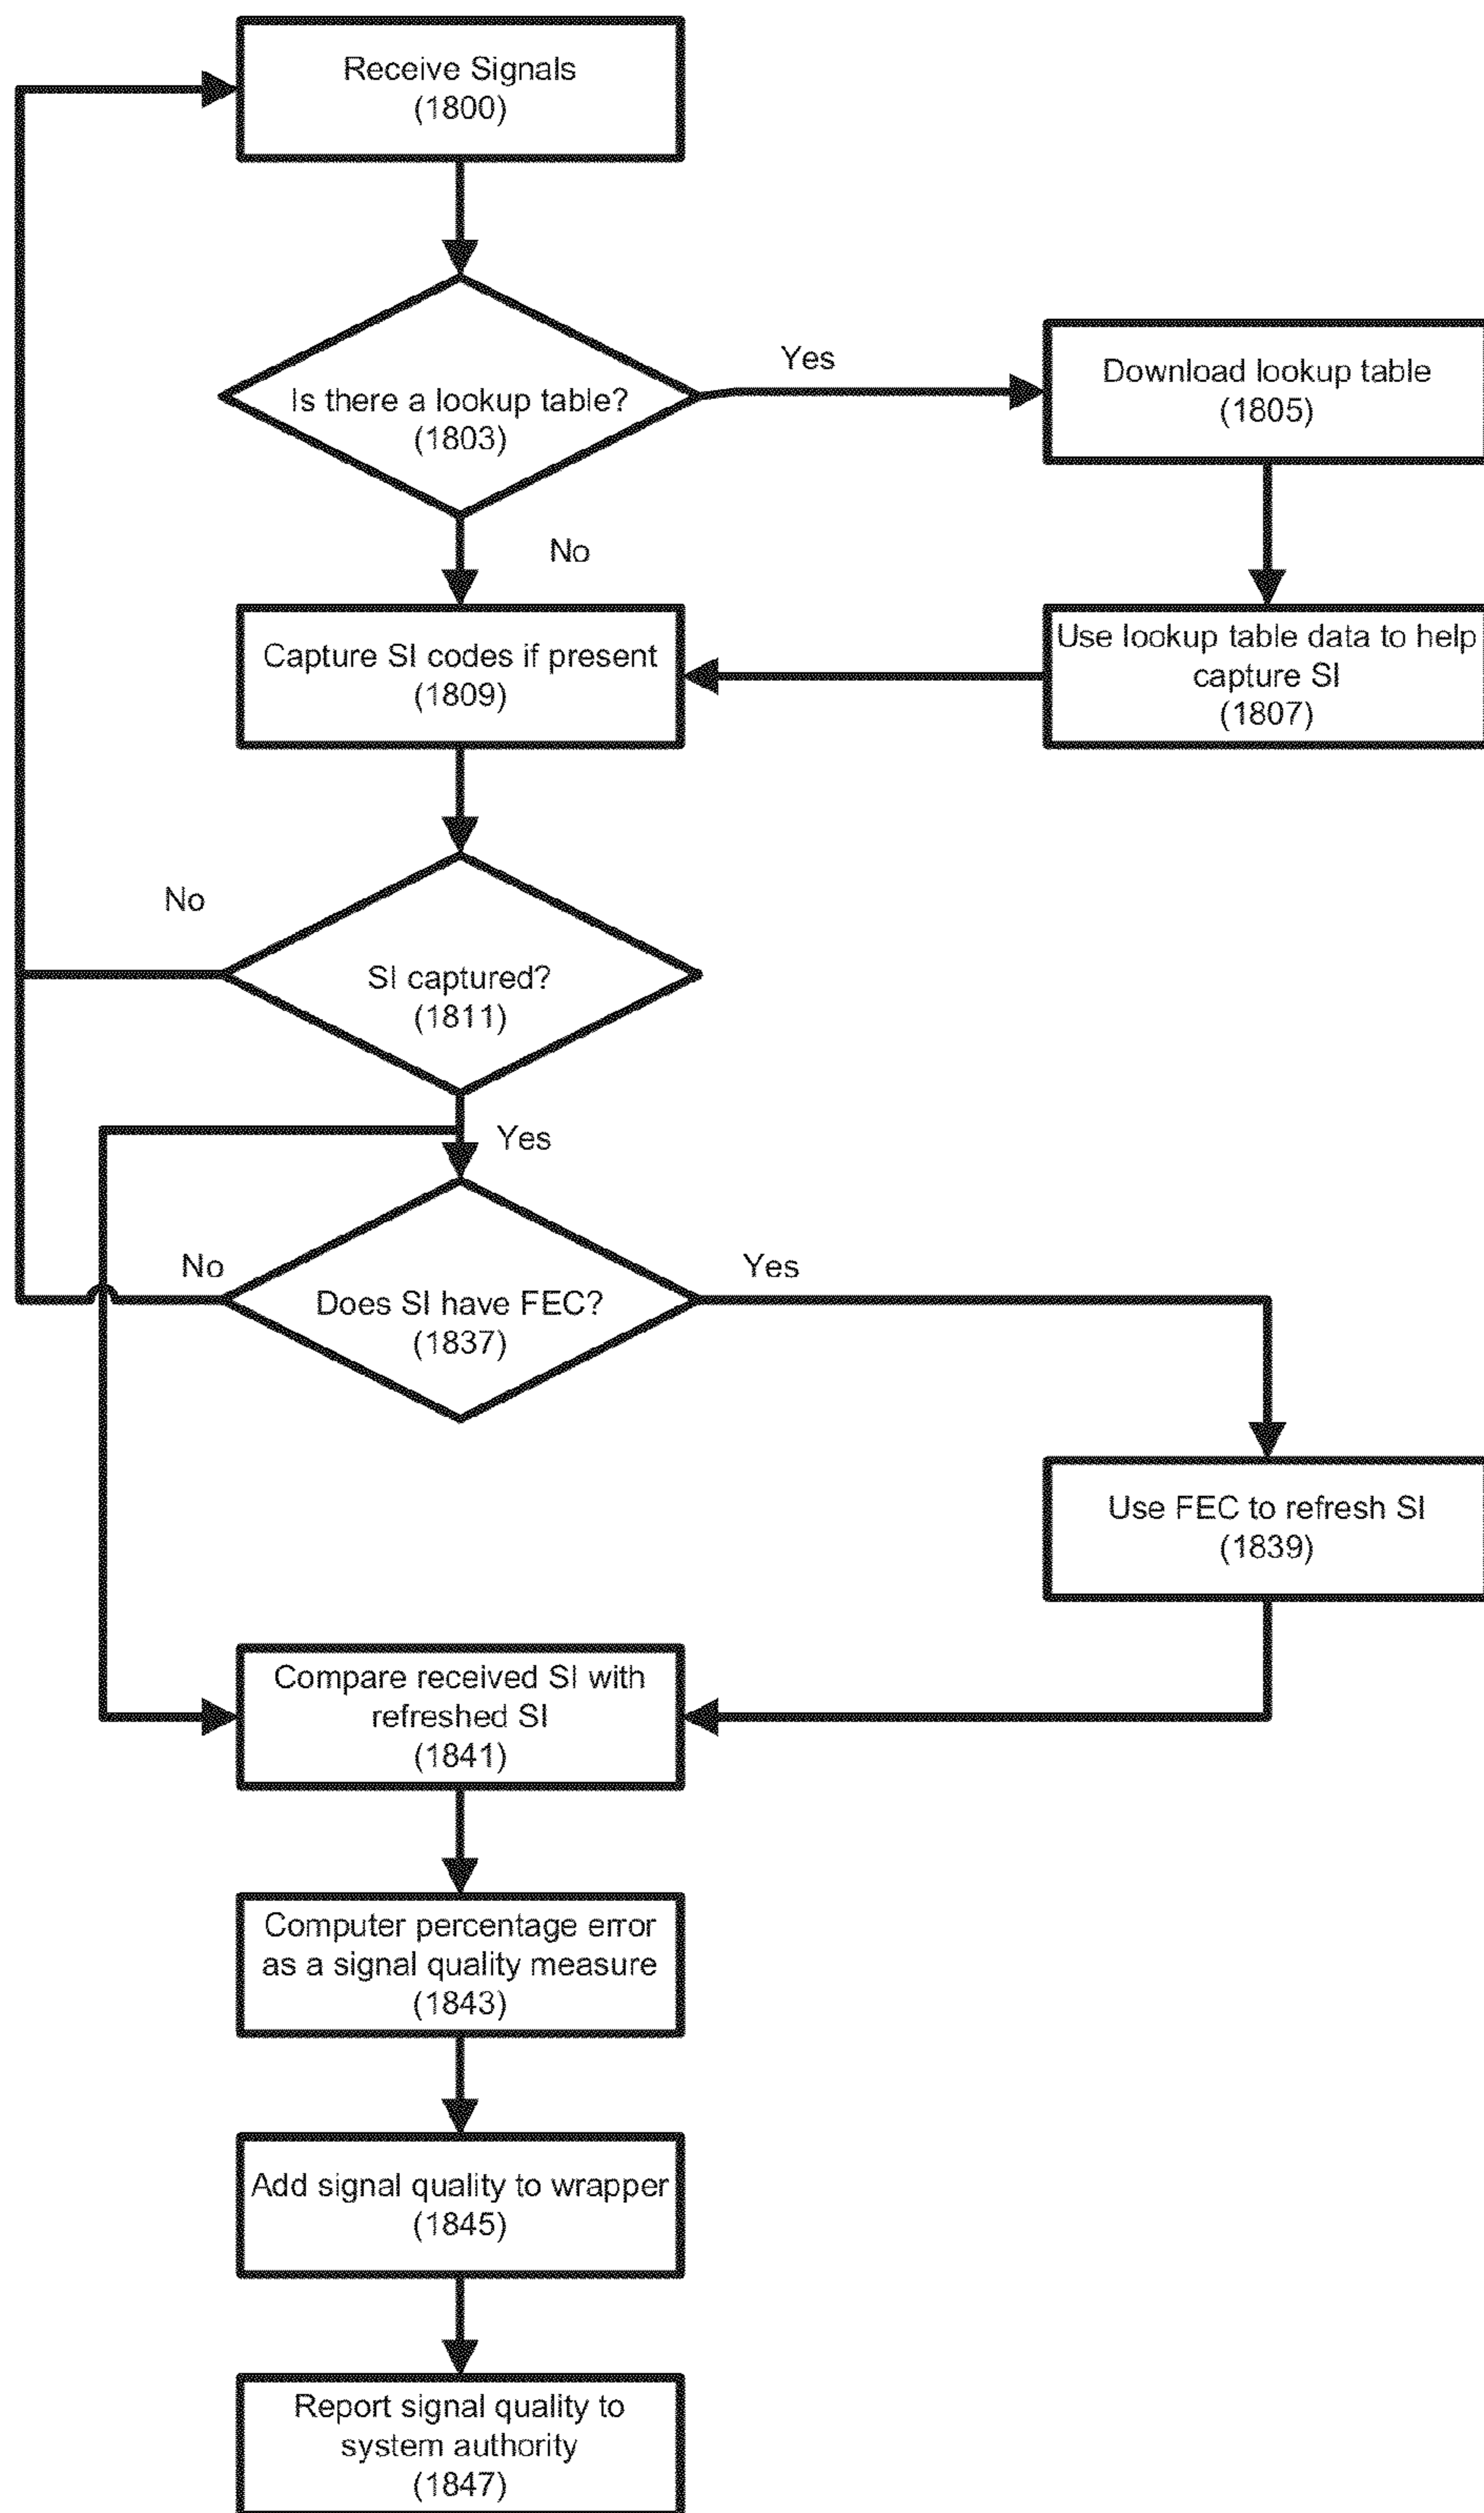 Receive Signals
(1800)
Is there a lookup table?
(1803)
Yes
Download lookup table
(1805)
No
Capture SI codes if present
(1809)
Use lookup table data to help
capture SI
(1807)
No
SI captured?
(1811)
Yes
No
Does SI have FEC?
(1837)
Yes
Use FEC to refresh SI
(1839)
Compare received SI with
refreshed SI
(1841)
Computer percentage error
as a signal quality measure
(1843)
Add signal quality to wrapper
(1845)
Report signal quality to
system authority
(1847)